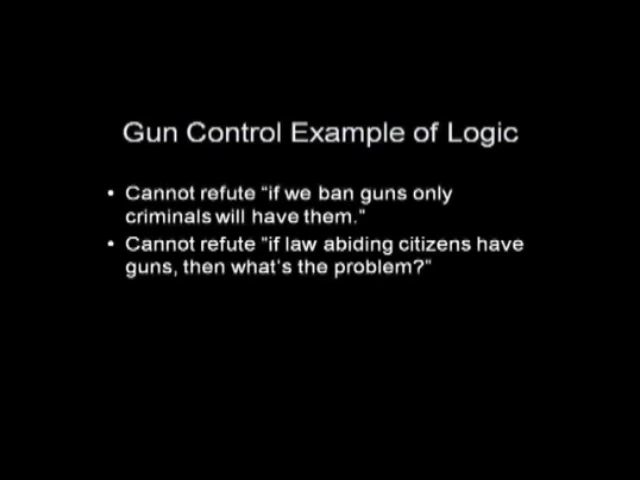 Gun Control Example of Logic
• Cannot refute "if we ban guns only
criminals will have them."
• Cannot refute "if law abiding citizens have
guns, then what's the problem?"